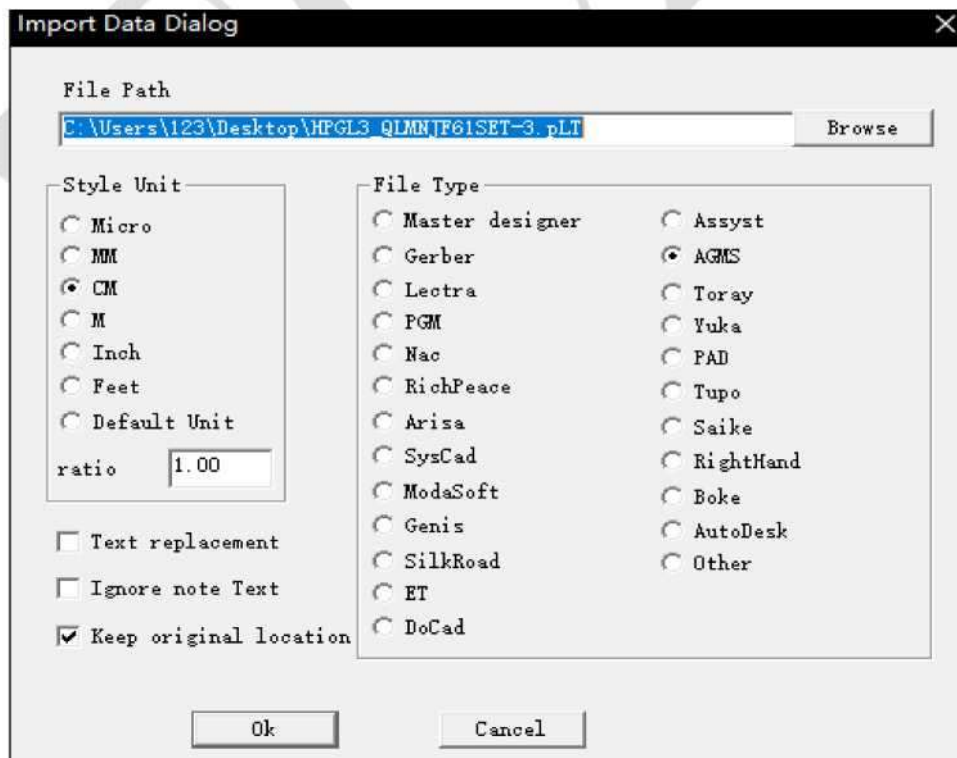 Import Data Dialog
File Path
C:\Users\123\Desktop\HPGL3_QLMNJF61SET-3.pLT
Browse
Style Unit
Micro
MM
CM
M
Inch
Feet
Default Unit
ratio 1.00
Text replacement
Ignore note Text
Keep original location
File Type
Master designer
Gerber
Lectra
PGM
Nac
RichPeace
Arisa
SysCad
ModaSoft
Genis
SilkRoad
ET
DoCad
Assyst
AGMS
Toray
Yuka
PAD
Tupo
Saike
RightHand
Boke
AutoDesk
Other
Ok
Cancel